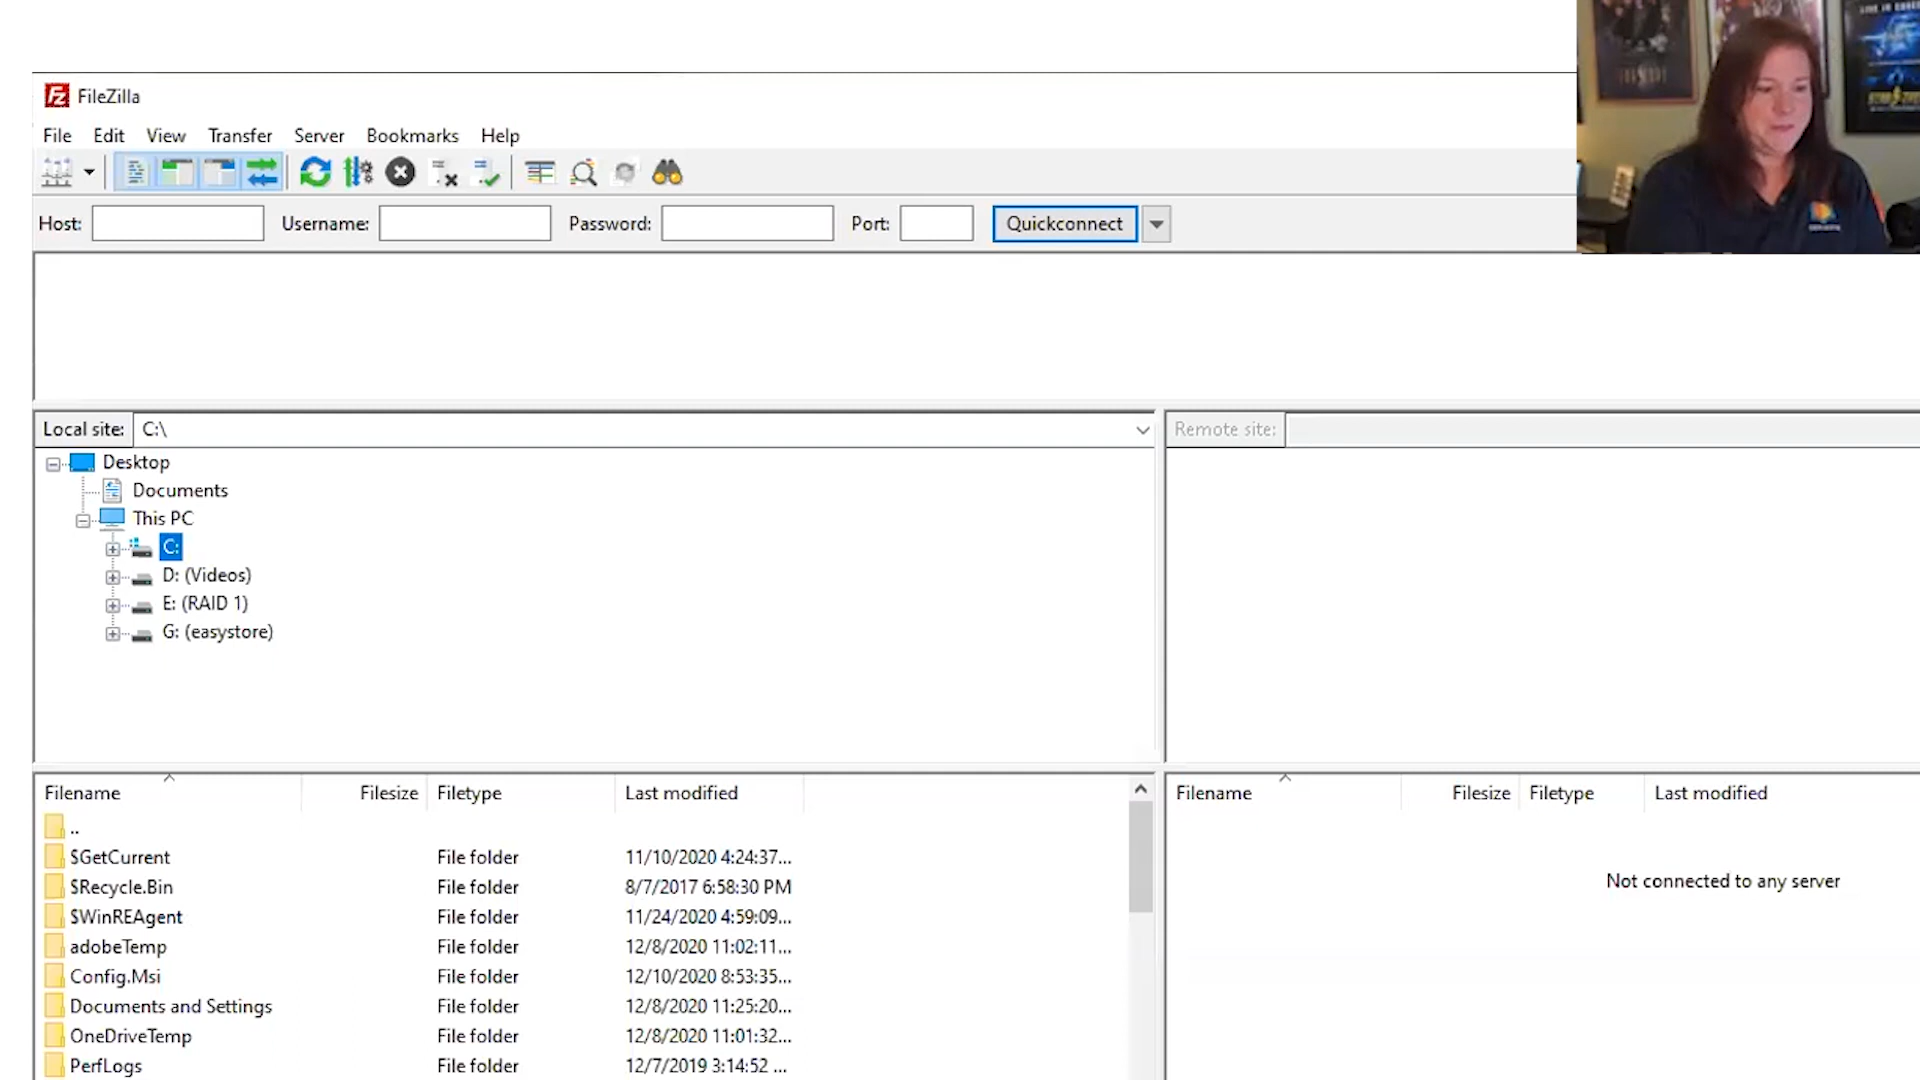 FileZilla
File Edit View Transfer Server Bookmarks Help
Host: Username: Password: Port: Quickconnect
Local site: C:\
Remote site:
Desktop
Documents
This PC
C:
D: (Videos)
E: (RAID 1)
G: (easystore)
Filename Filesize Filetype Last modified
..
$GetCurrent File folder 11/10/2020 4:24:37...
$Recycle.Bin File folder 8/7/2017 6:58:30 PM
$WinREAgent File folder 11/24/2020 4:59:09...
adobeTemp File folder 12/8/2020 11:02:11...
Config.Msi File folder 12/10/2020 8:53:35...
Documents and Settings File folder 12/8/2020 11:25:20...
OneDriveTemp File folder 12/8/2020 11:01:32...
PerfLogs File folder 12/7/2019 3:14:52 ...
Filename Filesize Filetype Last modified
Not connected to any server